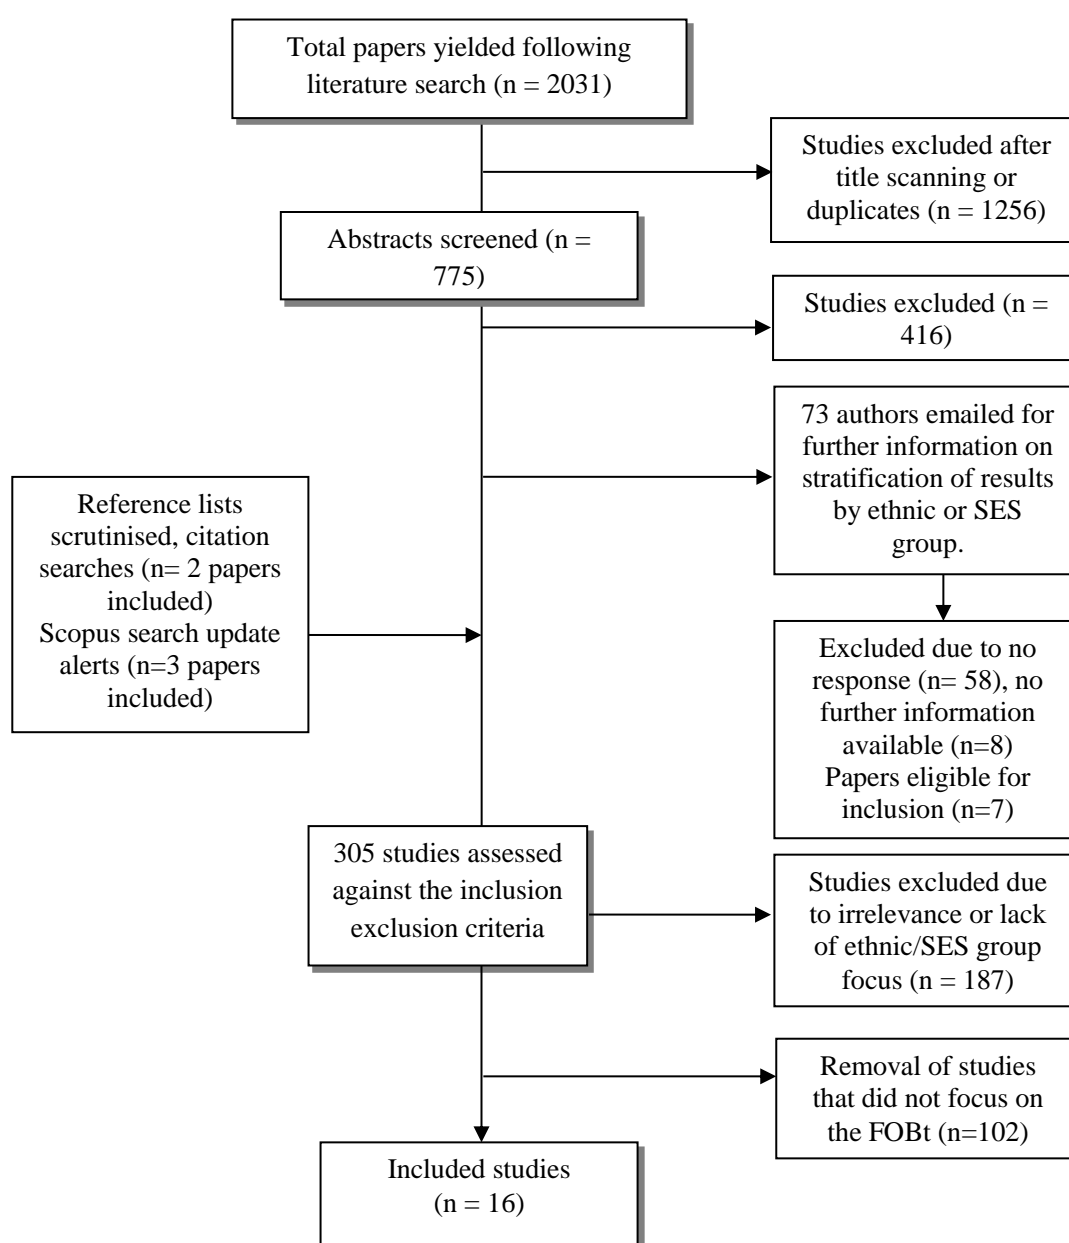 Total papers yielded following
literature search (n = 2031)
Studies excluded after
title scanning or
duplicates (n = 1256)
Abstracts screened (n =
775)
Studies excluded (n =
416)
73 authors emailed for
further information on
stratification of results
by ethnic or SES
group.
Reference lists
scrutinised, citation
searches (n= 2 papers
included)
Scopus search update
alerts (n=3 papers
included)
Excluded due to no
response (n= 58), no
further information
available (n=8)
Papers eligible for
inclusion (n=7)
305 studies assessed
against the inclusion
exclusion criteria
Studies excluded due
to irrelevance or lack
of ethnic/SES group
focus (n = 187)
Removal of studies
that did not focus on
the FOBt (n=102)
Included studies
(n = 16)